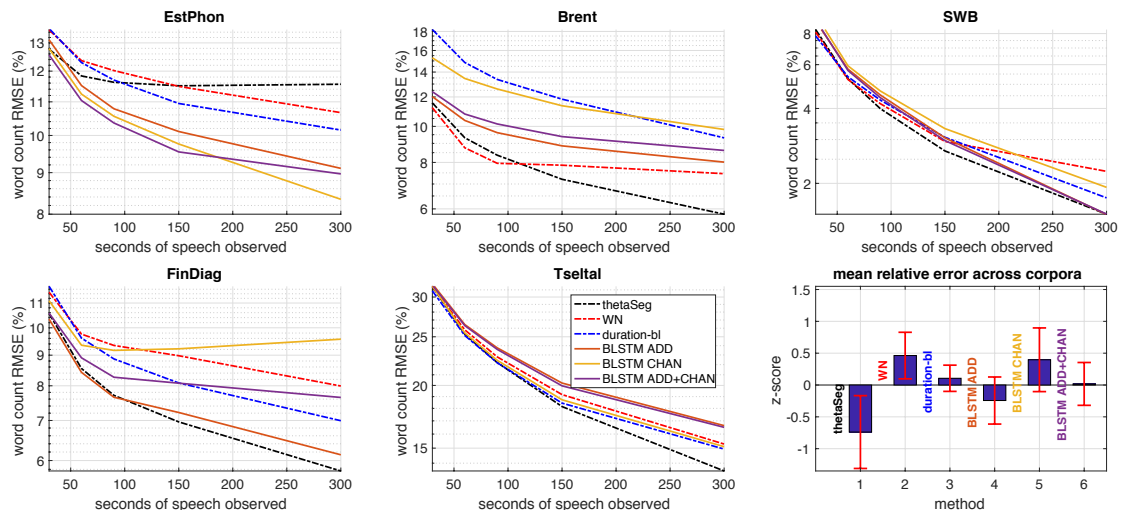 EstPhon
word count RMSE (%)
13
12
11
10
9
8
50 100 150 200 250 300
seconds of speech observed
Brent
word count RMSE (%)
18
16
14
12
10
8
6
50 100 150 200 250 300
seconds of speech observed
SWB
word count RMSE (%)
8
6
4
2
50 100 150 200 250 300
seconds of speech observed
FinDiag
word count RMSE (%)
11
10
9
8
7
6
50 100 150 200 250 300
seconds of speech observed
Tseltal
word count RMSE (%)
30
25
20
15
50 100 150 200 250 300
seconds of speech observed
thetaSeg
WN
duration-bl
BLSTM ADD
BLSTM CHAN
BLSTM ADD+CHAN
mean relative error across corpora
z-score
1.5
1
0.5
0
-0.5
-1
thetaSeg
WN
duration-bl
BLSTM ADD
BLSTM CHAN
BLSTM ADD+CHAN
1 2 3 4 5 6
method